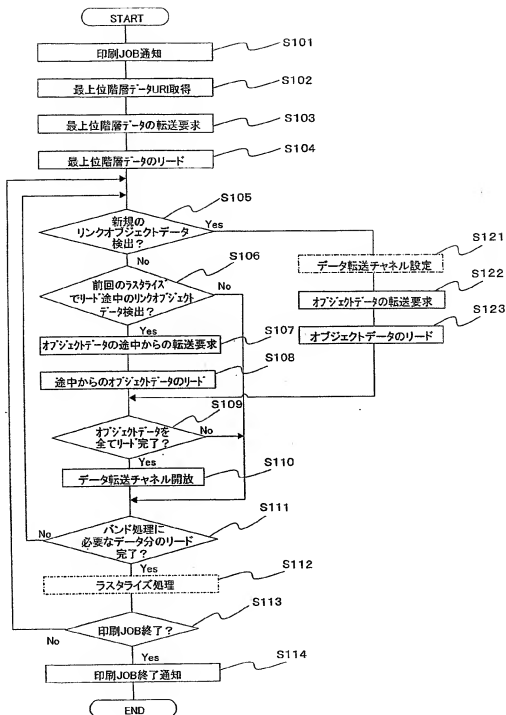 START
印刷JOB通知
S101
最上位階層データURI取得
S102
最上位階層データの転送要求
S103
最上位階層データのリード
S104
新規の
リンクオブジェクトデータ
検出?
S105
Yes
No
データ転送チャネル設定
S121
オブジェクトデータの転送要求
S122
オブジェクトデータのリード
S123
前回のラスタライズ
でリード途中のリンクオブジェクト
データ検出?
S106
No
Yes
オブジェクトデータの途中からの転送要求
S107
途中からのオブジェクトデータのリード
S108
オブジェクトデータを
全てリード完了?
S109
No
Yes
データ転送チャネル開放
S110
バンド処理に
必要なデータ分のリード
完了?
S111
No
Yes
ラスタライズ処理
S112
印刷JOB終了?
S113
No
Yes
印刷JOB終了通知
S114
END